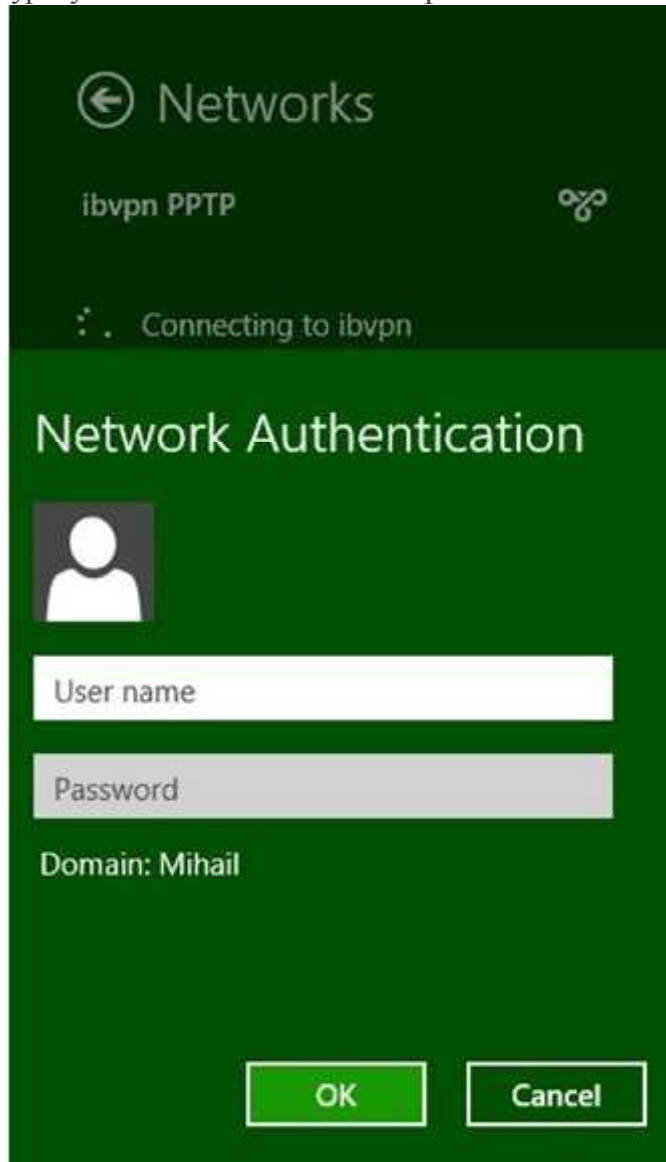 Networks
ibvpn PPTP
Connecting to ibvpn
Network Authentication
User name
Password
Domain: Mihail
OK
Cancel